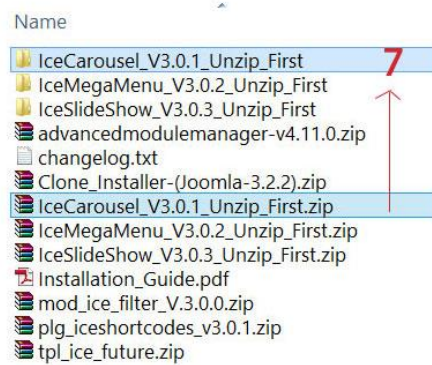 Name
IceCarousel_V3.0.1_Unzip_First
7
IceMegaMenu_V3.0.2_Unzip_First
IceSlideShow_V3.0.3_Unzip_First
advancedmodulemanager-v4.11.0.zip
changelog.txt
Clone_Installer-(Joomla-3.2.2).zip
IceCarousel_V3.0.1_Unzip_First.zip
IceMegaMenu_V3.0.2_Unzip_First.zip
IceSlideShow_V3.0.3_Unzip_First.zip
Installation_Guide.pdf
mod_ice_filter_V.3.0.0.zip
plg_iceshortcodes_v3.0.1.zip
tpl_ice_future.zip